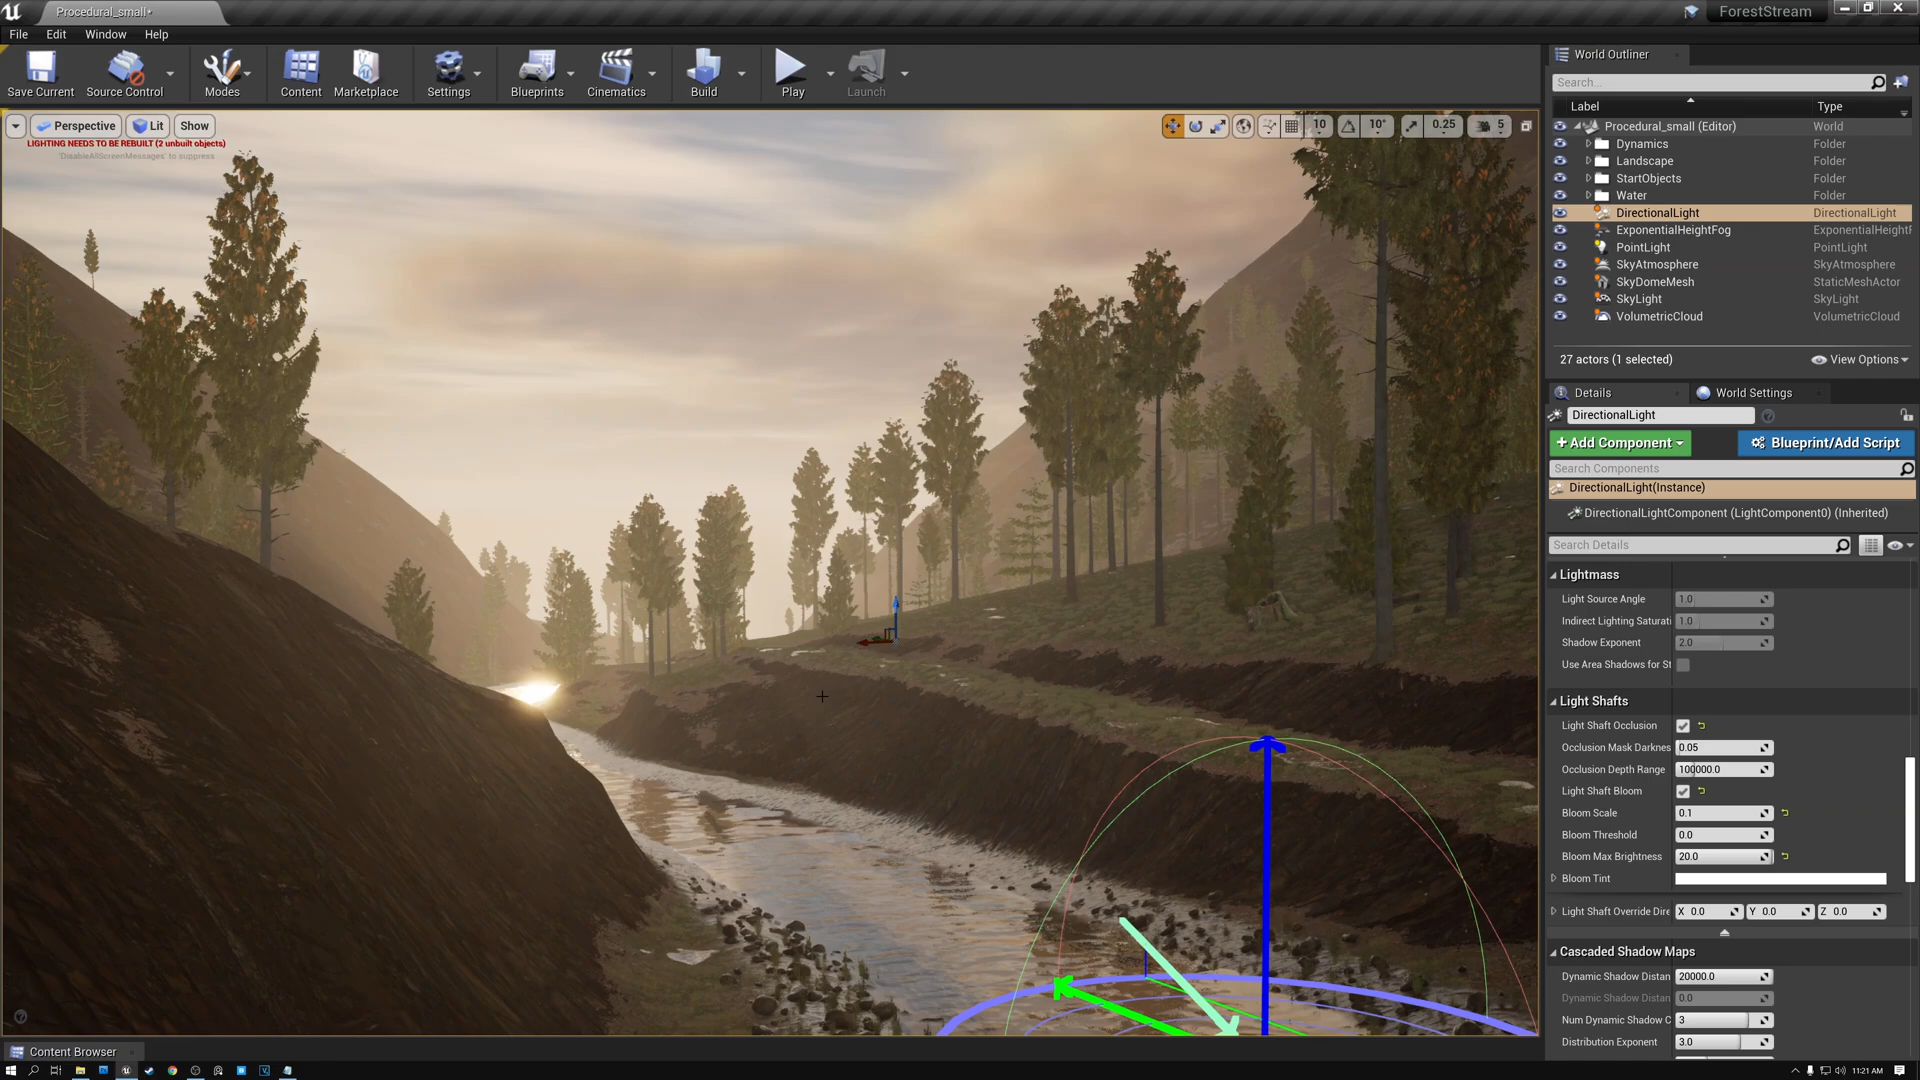 Procedural_small•
ForestStream
File Edit Window Help
Save Current Source Control Modes Content Marketplace Settings Blueprints Cinematics Build Play Launch
Perspective Lit Show
10 10° 0.25 5
LIGHTING NEEDS TO BE REBUILT (2 unbuilt objects)
'DisableAllScreenMessages' to suppress
World Outliner
Search...
Label Type
Procedural_small (Editor) World
Dynamics Folder
Landscape Folder
StartObjects Folder
Water Folder
DirectionalLight DirectionalLight
ExponentialHeightFog ExponentialHeightF
PointLight PointLight
SkyAtmosphere SkyAtmosphere
SkyDomeMesh StaticMeshActor
SkyLight SkyLight
VolumetricCloud VolumetricCloud
27 actors (1 selected) View Options
Details World Settings
DirectionalLight
+ Add Component Blueprint/Add Script
Search Components
DirectionalLight(Instance)
DirectionalLightComponent (LightComponent0) (Inherited)
Search Details
Lightmass
Light Source Angle 1.0
Indirect Lighting Saturati 1.0
Shadow Exponent 2.0
Use Area Shadows for St
Light Shafts
Light Shaft Occlusion
Occlusion Mask Darknes 0.05
Occlusion Depth Range 100000.0
Light Shaft Bloom
Bloom Scale 0.1
Bloom Threshold 0.0
Bloom Max Brightness 20.0
Bloom Tint
Light Shaft Override Dire X 0.0 Y 0.0 Z 0.0
Cascaded Shadow Maps
Dynamic Shadow Distan 20000.0
Dynamic Shadow Distan 0.0
Num Dynamic Shadow C 3
Distribution Exponent 3.0
Content Browser
11:21 AM